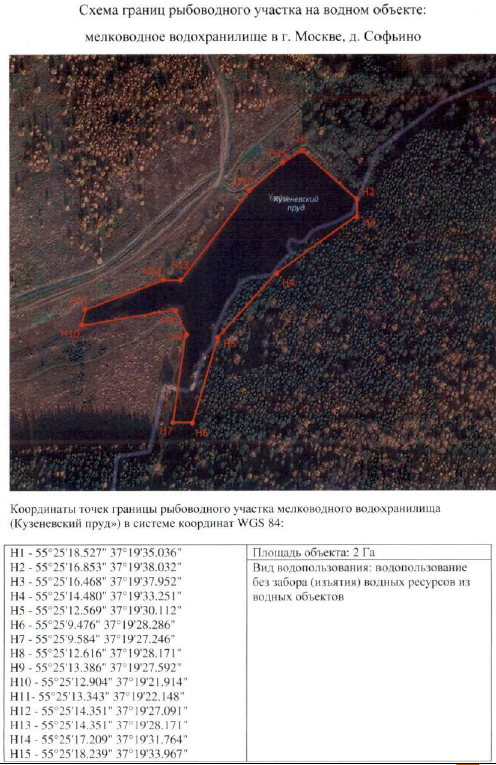 Схема границ рыбоводного участка на водном объекте:
мелководное водохранилище в г. Москве, д. Софьино
Кузеневский
пруд
Н2
Н4
Н5
Н6
Н7
Н10
Координаты точек границы рыбоводного участка мелководного водохранилища
(Кузеневский пруд») в системе координат WGS 84:
Н1 - 55°25'18.527" 37°19'35.036"
Н2 - 55°25'16.853" 37°19'38.032"
Н3 - 55°25'16.468" 37°19'37.952"
Н4 - 55°25'14.480" 37°19'33.251"
Н5 - 55°25'12.569" 37°19'30.112"
Н6 - 55°25'9.476" 37°19'28.286"
Н7 - 55°25'9.584" 37°19'27.246"
Н8 - 55°25'12.616" 37°19'28.171"
Н9 - 55°25'13.386" 37°19'27.592"
Н10 - 55°25'12.904" 37°19'21.914"
Н11- 55°25'13.343" 37°19'22.148"
Н12 - 55°25'14.351" 37°19'27.091"
Н13 - 55°25'14.351" 37°19'28.171"
Н14 - 55°25'17.209" 37°19'31.764"
Н15 - 55°25'18.239" 37°19'33.967"
Площадь объекта: 2 Га
Вид водопользования: водопользование
без забора (изъятия) водных ресурсов из
водных объектов